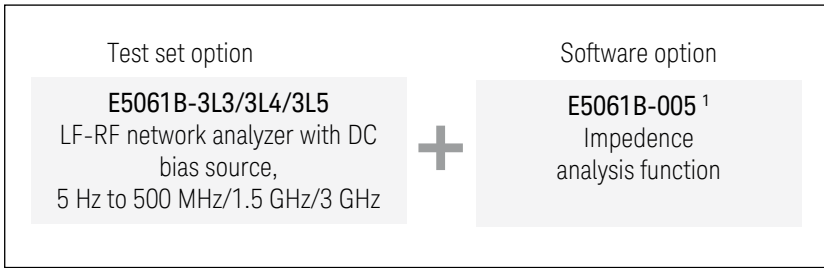 Test set option
E5061B-3L3/3L4/3L5
LF-RF network analyzer with DC
bias source,
5 Hz to 500 MHz/1.5 GHz/3 GHz
+
Software option
E5061B-005 ¹
Impedence
analysis function